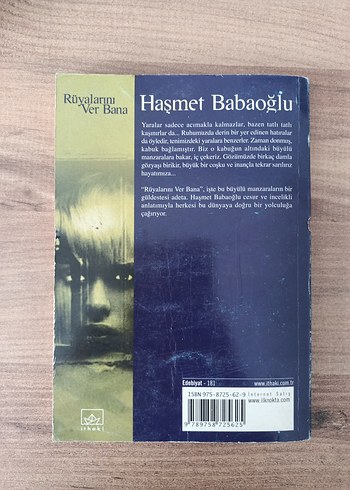 Rüyalarını
Ver Bana
Haşmet Babaoğlu
Yaralar sadece acımakla kalmazlar, bazen tatlı tatlı
kaşınırlar da... Ruhumuzda derin bir yer edinen hatıralar
da öyledir, tenimizdeki yaralara benzerler. Zaman donmuş,
kabuk bağlamıştır. Biz o kabuğun altındaki büyülü
manzaralara bakar, iç çekeriz. Gözümüzde birkaç damla
gözyaşı birikir, büyük bir coşku ve inançla tekrar sarılırız
hayatımıza...
"Rüyalarını Ver Bana", işte bu büyülü manzaraların bir
güldestesi adeta. Haşmet Babaoğlu cesur ve incelikli
anlatımıyla herkesi bu dünyaya doğru bir yolculuğa
çağırıyor.
Edebiyat - 181
www.ithaki.com.tr
ISBN 975-8725-62-9
Internet Satış
www.ilknokta.com
9 789758 725625
ithaki